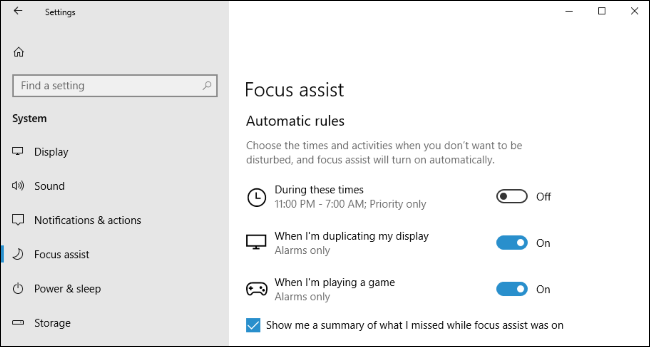 Settings
Find a setting
System
Display
Sound
Notifications & actions
Focus assist
Power & sleep
Storage
Focus assist
Automatic rules
Choose the times and activities when you don't want to be
disturbed, and focus assist will turn on automatically.
During these times
11:00 PM - 7:00 AM; Priority only
Off
When I'm duplicating my display
Alarms only
On
When I'm playing a game
Alarms only
On
Show me a summary of what I missed while focus assist was on